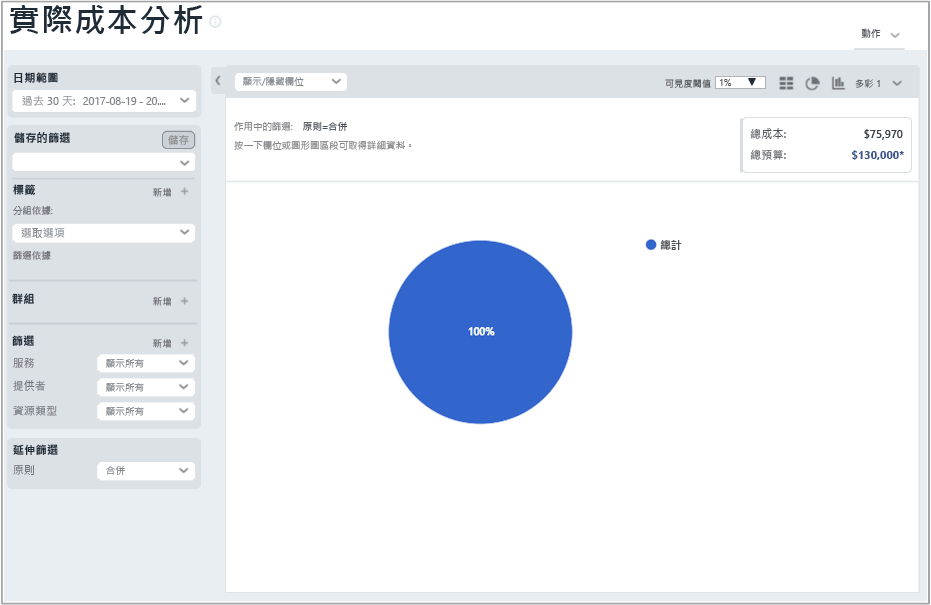 實際成本分析
動作
日期範圍
過去 30 天: 2017-08-19 - 20....
儲存的篩選
儲存
標籤
新增 +
分組依據:
選取選項
篩選依據
群組
新增 +
篩選
新增 +
服務
顯示所有
提供者
顯示所有
資源類型
顯示所有
延伸篩選
原則
合併
顯示/隱藏欄位
可見度閾值
1%
多彩 1
作用中的篩選: 原則=合併
按一下欄位或圖形圖區段可取得詳細資料。
總成本: $75,970
總預算: $130,000*
100%
總計